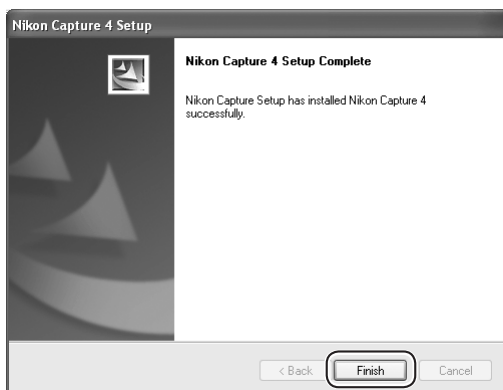 Nikon Capture 4 Setup
Nikon Capture 4 Setup Complete
Nikon Capture Setup has installed Nikon Capture 4
successfully.
< Back Finish Cancel